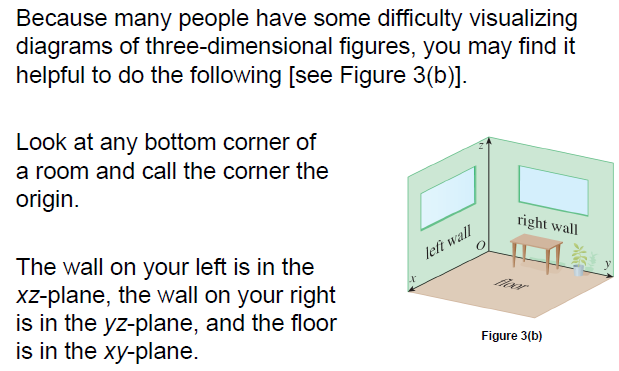 Because many people have some difficulty visualizing
diagrams of three-dimensional figures, you may find it
helpful to do the following [see Figure 3(b)].
Look at any bottom corner of
a room and call the corner the
origin.
The wall on your left is in the
xz-plane, the wall on your right
is in the yz-plane, and the floor
is in the xy-plane.
z
right wall
left wall
O
y
x
floor
Figure 3(b)